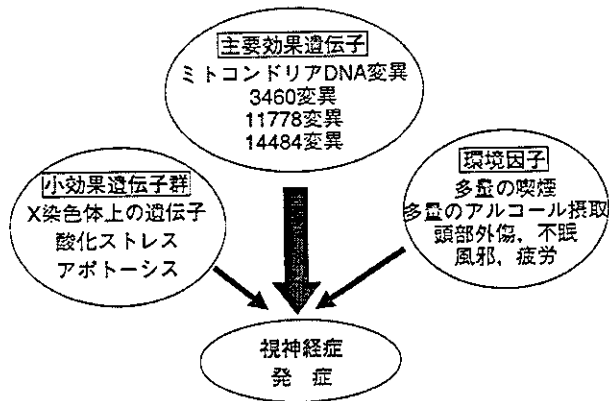 主要効果遺伝子
ミトコンドリアDNA変異
3460変異
11778変異
14484変異
小効果遺伝子群
X染色体上の遺伝子
酸化ストレス
アポトーシス
環境因子
多量の喫煙
多量のアルコール摂取
頭部外傷，不眠
風邪，疲労
視神経症
発 症